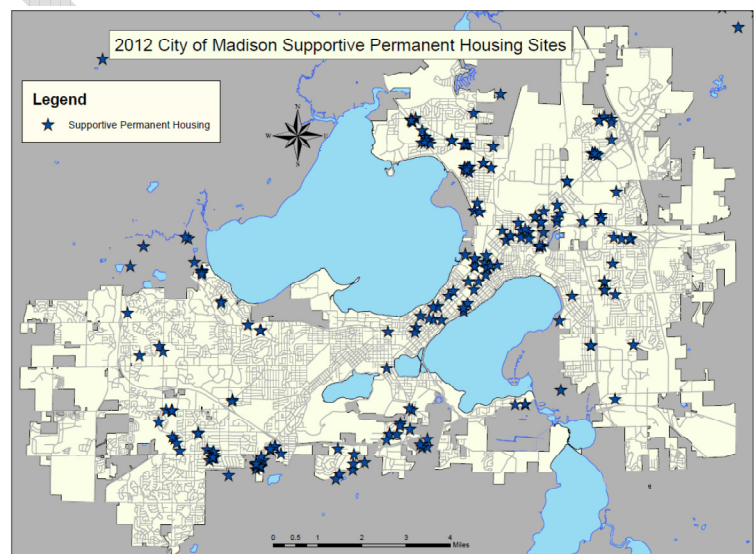 2012 City of Madison Supportive Permanent Housing Sites
Legend
Supportive Permanent Housing
N
W E
S
0 0.5 1 2 3 4
Miles